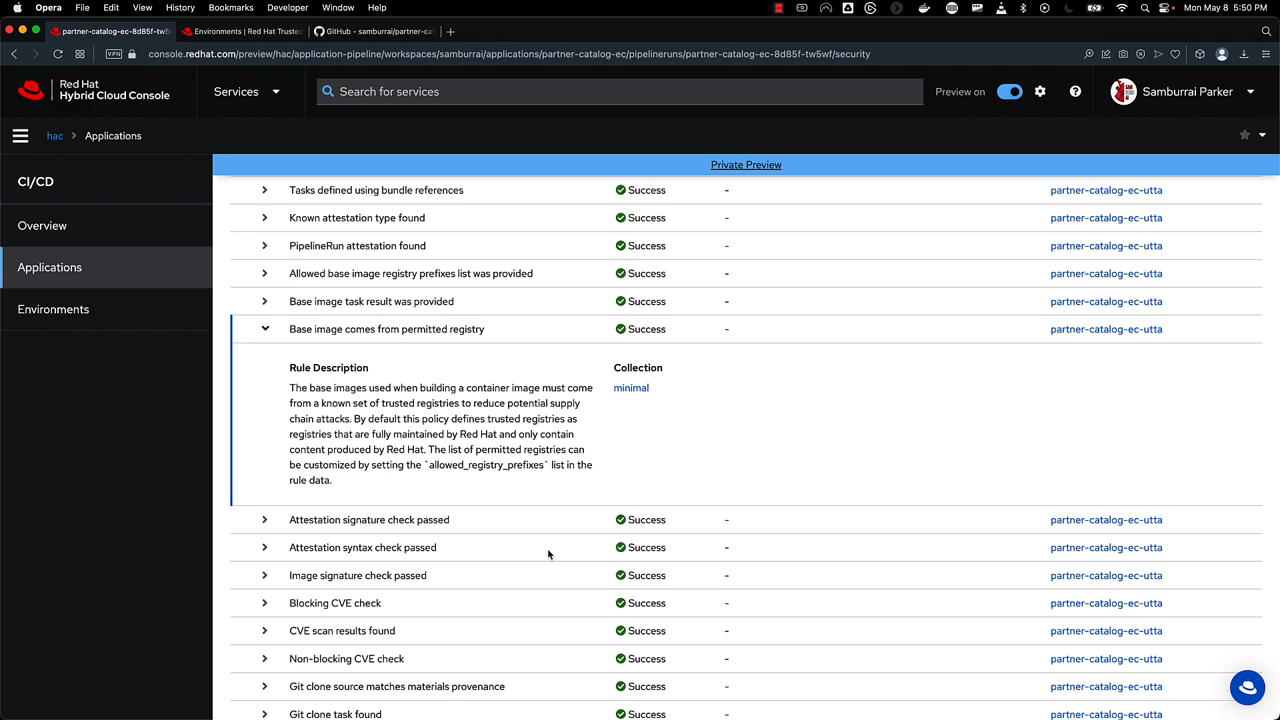 Opera File Edit View History Bookmarks Developer Window Help
Mon May 8 5:50 PM
partner-catalog-ec-8d85f-tw5
Environments | Red Hat Trusted
GitHub - samburrai/partner-cat
VPN
console.redhat.com/preview/hac/application-pipeline/workspaces/samburrai/applications/partner-catalog-ec/pipelineruns/partner-catalog-ec-8d85f-tw5wf/security
Red Hat
Hybrid Cloud Console
Services
Search for services
Preview on
Samburrai Parker
hac > Applications
Private Preview
CI/CD
Overview
Applications
Environments
Tasks defined using bundle references Success - partner-catalog-ec-utta
Known attestation type found Success - partner-catalog-ec-utta
PipelineRun attestation found Success - partner-catalog-ec-utta
Allowed base image registry prefixes list was provided Success - partner-catalog-ec-utta
Base image task result was provided Success - partner-catalog-ec-utta
Base image comes from permitted registry Success - partner-catalog-ec-utta
Rule Description
The base images used when building a container image must come
from a known set of trusted registries to reduce potential supply
chain attacks. By default this policy defines trusted registries as
registries that are fully maintained by Red Hat and only contain
content produced by Red Hat. The list of permitted registries can
be customized by setting the `allowed_registry_prefixes` list in the
rule data.
Collection
minimal
Attestation signature check passed Success - partner-catalog-ec-utta
Attestation syntax check passed Success - partner-catalog-ec-utta
Image signature check passed Success - partner-catalog-ec-utta
Blocking CVE check Success - partner-catalog-ec-utta
CVE scan results found Success - partner-catalog-ec-utta
Non-blocking CVE check Success - partner-catalog-ec-utta
Git clone source matches materials provenance Success - partner-catalog-ec-utta
Git clone task found Success - partner-catalog-ec-utta